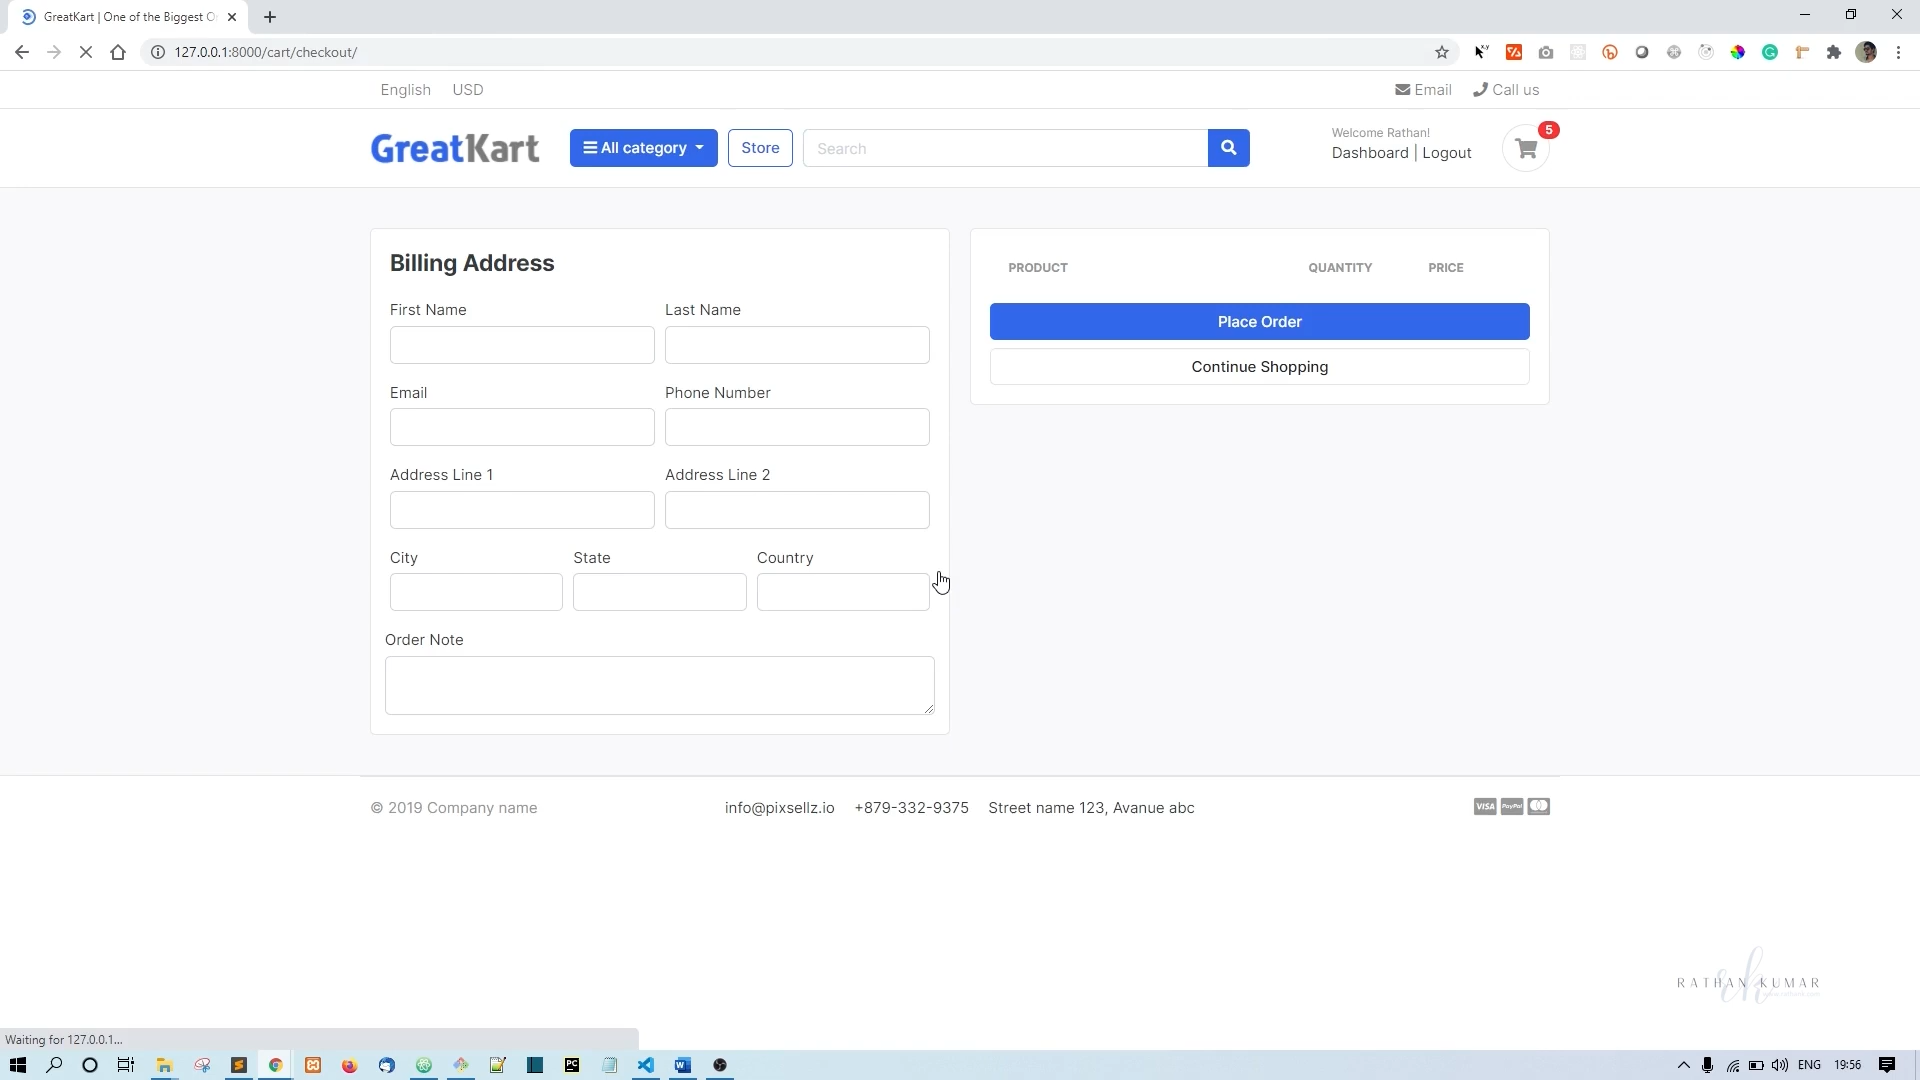 GreatKart | One of the Biggest O
127.0.0.1:8000/cart/checkout/
English USD
Email Call us
GreatKart
All category
Store
Search
Welcome Rathan!
Dashboard | Logout
5
Billing Address
First Name Last Name
Email Phone Number
Address Line 1 Address Line 2
City State Country
Order Note
PRODUCT QUANTITY PRICE
Place Order
Continue Shopping
© 2019 Company name
info@pixsellz.io +879-332-9375 Street name 123, Avanue abc
VISA PayPal
RATHAN KUMAR
Waiting for 127.0.0.1...
ENG 19:56